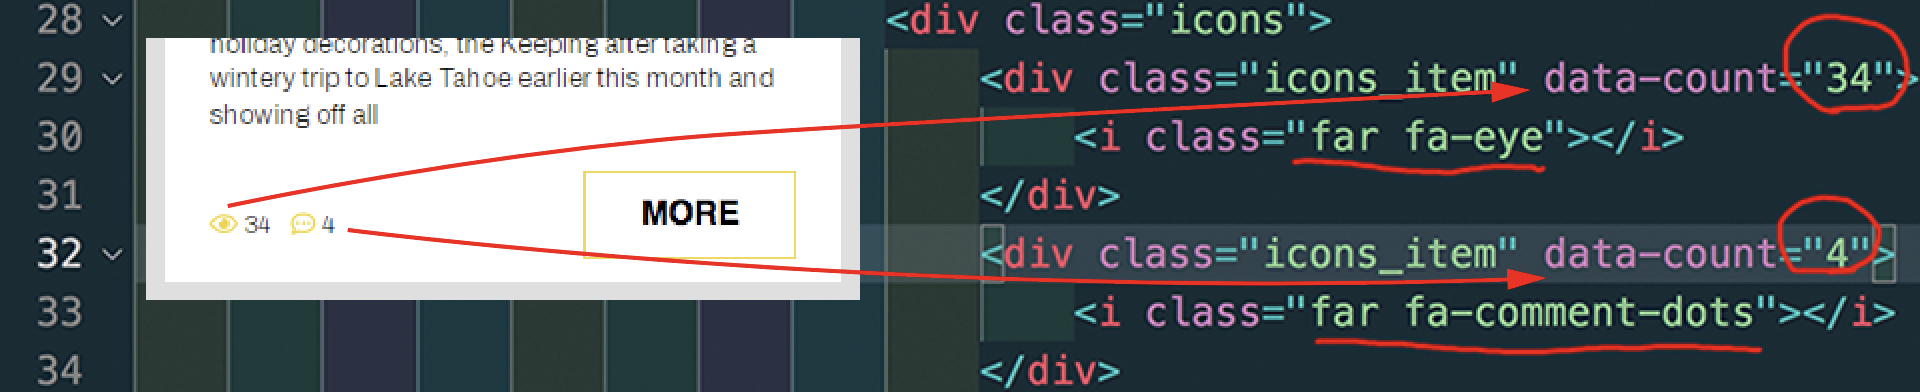 28 <div class="icons">
29 <div class="icons_item" data-count="34">
30 <i class="far fa-eye"></i>
31 </div>
32 <div class="icons_item" data-count="4">
33 <i class="far fa-comment-dots"></i>
34 </div>
holiday decorations, the Keeping after taking a
wintery trip to Lake Tahoe earlier this month and
showing off all
34 4
MORE